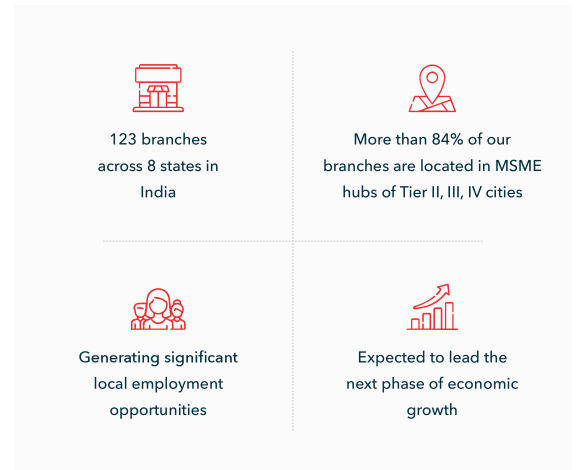 123 branches
across 8 states in
India
More than 84% of our
branches are located in MSME
hubs of Tier II, III, IV cities
Generating significant
local employment
opportunities
Expected to lead the
next phase of economic
growth